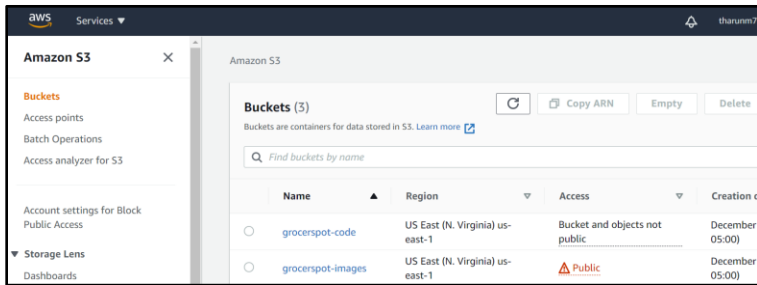 aws Services ▼ tharunm7
Amazon S3 ×
Buckets
Access points
Batch Operations
Access analyzer for S3
Account settings for Block
Public Access
▼ Storage Lens
Dashboards
Amazon S3
Buckets (3) Copy ARN Empty Delete
Buckets are containers for data stored in S3. Learn more
Find buckets by name
Name ▲ Region ▽ Access ▽ Creation
grocerspot-code US East (N. Virginia) us-east-1 Bucket and objects not public December 05:00)
grocerspot-images US East (N. Virginia) us-east-1 Public December 05:00)